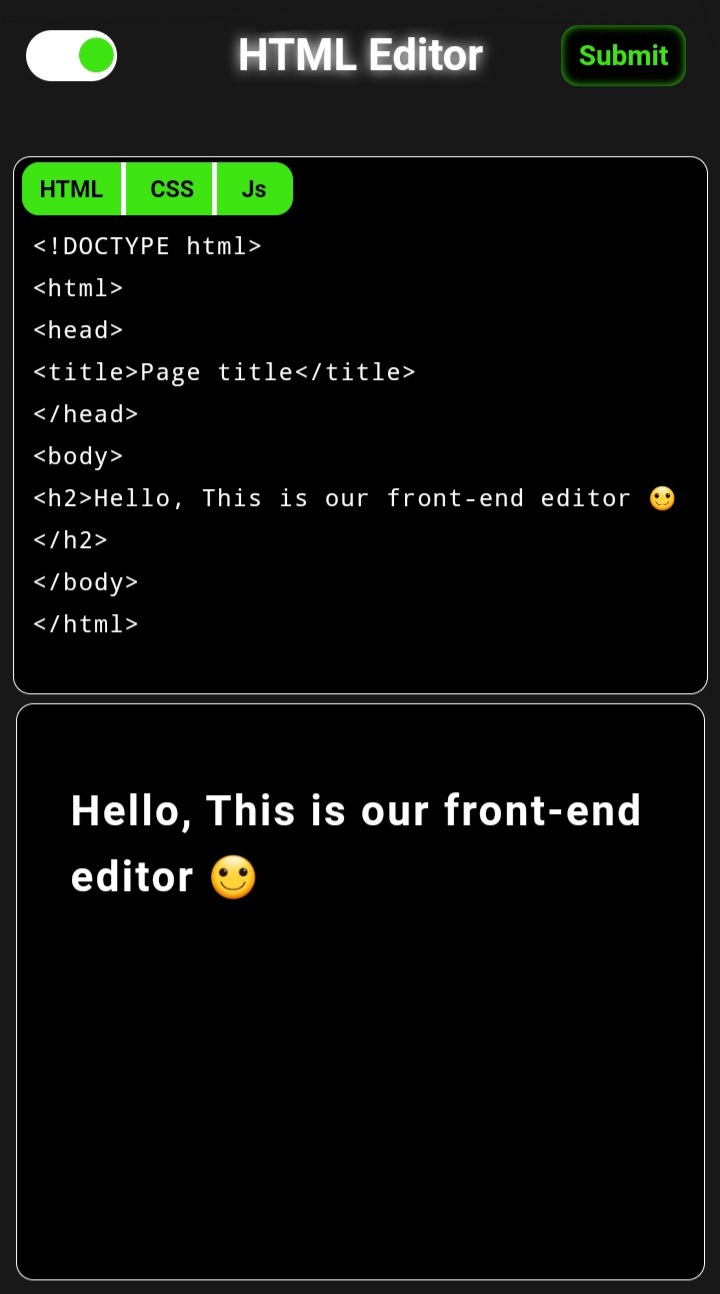 HTML Editor
Submit
HTML CSS Js
<!DOCTYPE html>
<html>
<head>
<title>Page title</title>
</head>
<body>
<h2>Hello, This is our front-end editor 🙂
</h2>
</body>
</html>
Hello, This is our front-end
editor 🙂